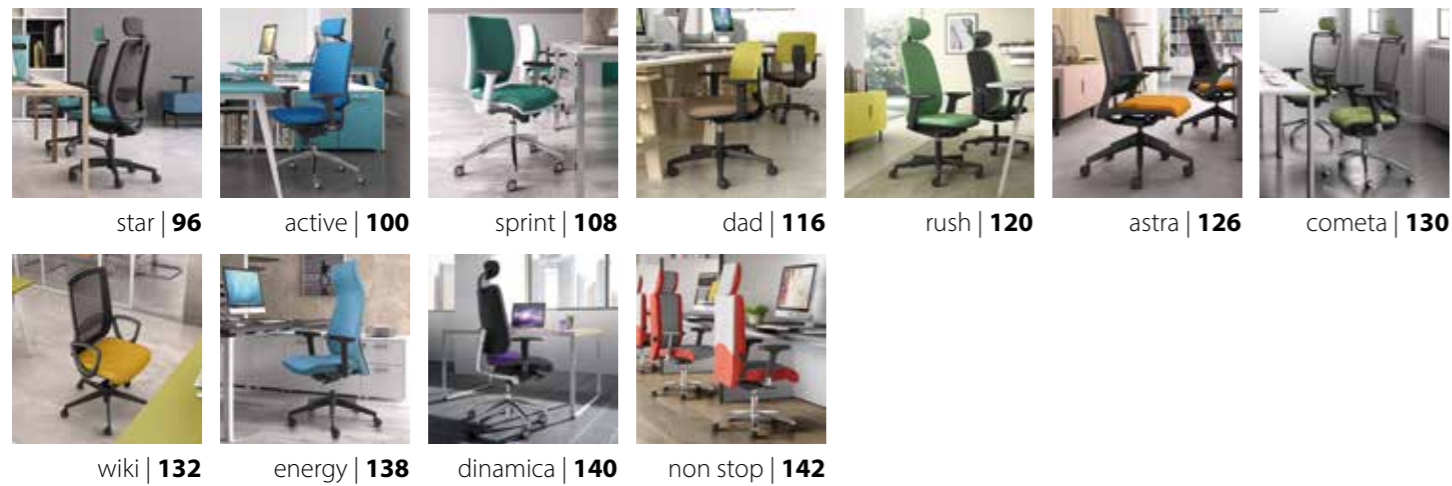 star | 96
active | 100
sprint | 108
dad | 116
rush | 120
astra | 126
cometa | 130
wiki | 132
energy | 138
dinamica | 140
non stop | 142